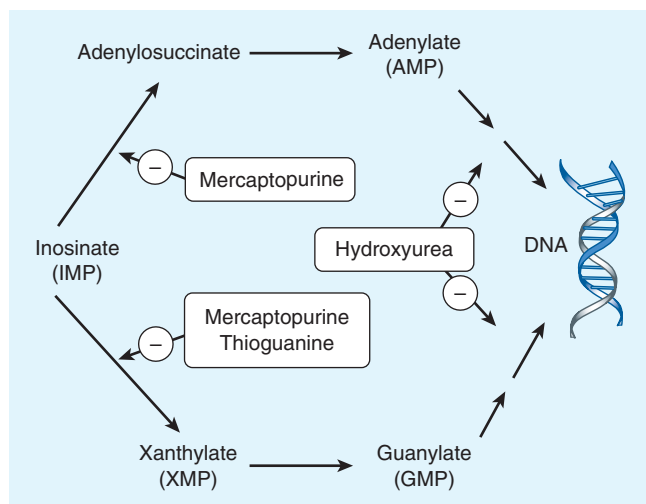 Adenylosuccinate
Adenylate
(AMP)
−
Mercaptopurine
−
Inosinate
(IMP)
Hydroxyurea
DNA
−
−
Mercaptopurine
Thioguanine
Xanthylate
(XMP)
Guanylate
(GMP)